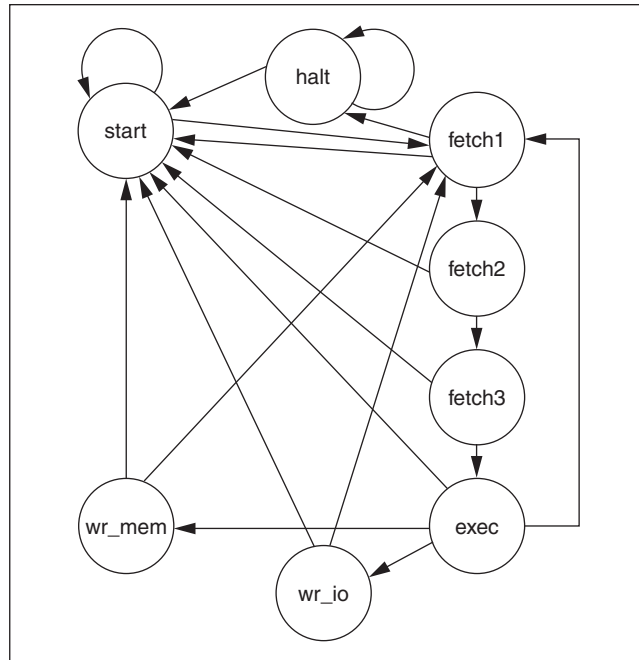 halt
start
fetch1
fetch2
fetch3
wr_mem
exec
wr_io